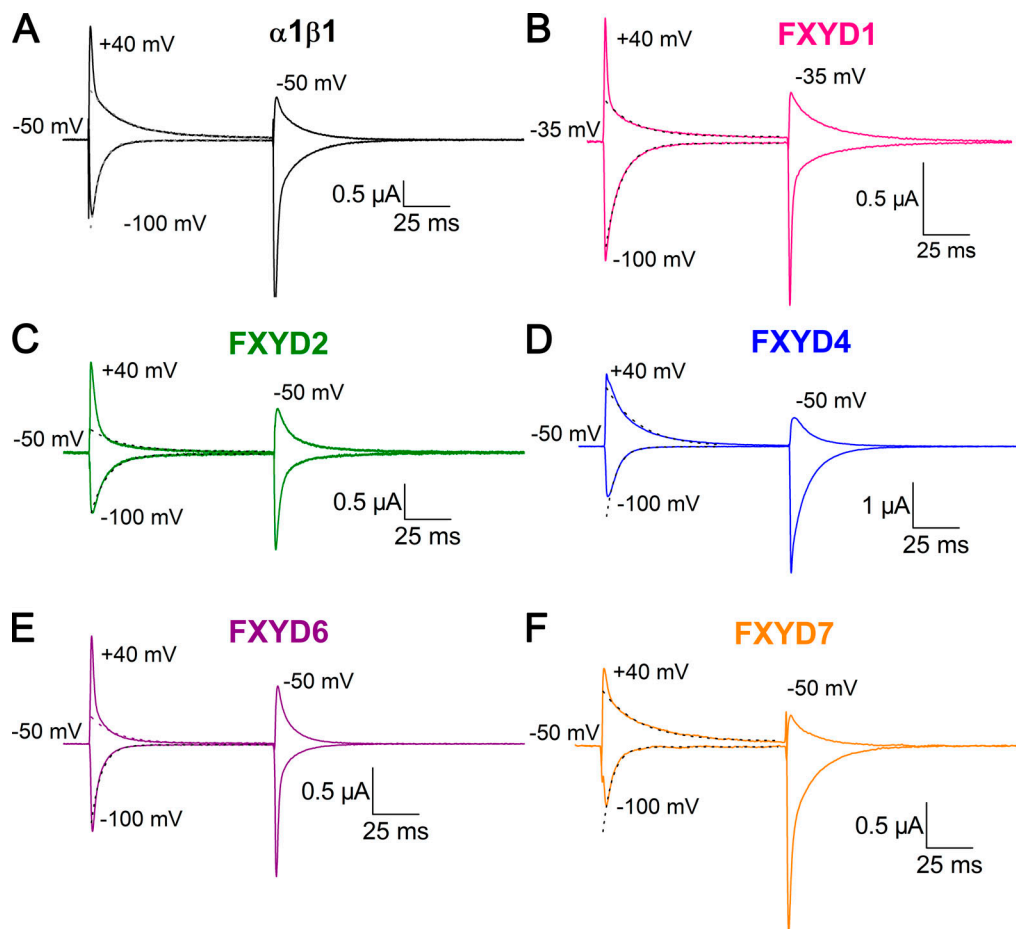 A
α1β1
+40 mV
-50 mV
-50 mV
-100 mV
0.5 µA
25 ms
B
FXYD1
+40 mV
-35 mV
-35 mV
-100 mV
0.5 µA
25 ms
C
FXYD2
+40 mV
-50 mV
-50 mV
-100 mV
0.5 µA
25 ms
D
FXYD4
+40 mV
-50 mV
-50 mV
-100 mV
1 µA
25 ms
E
FXYD6
+40 mV
-50 mV
-50 mV
-100 mV
0.5 µA
25 ms
F
FXYD7
+40 mV
-50 mV
-50 mV
-100 mV
0.5 µA
25 ms